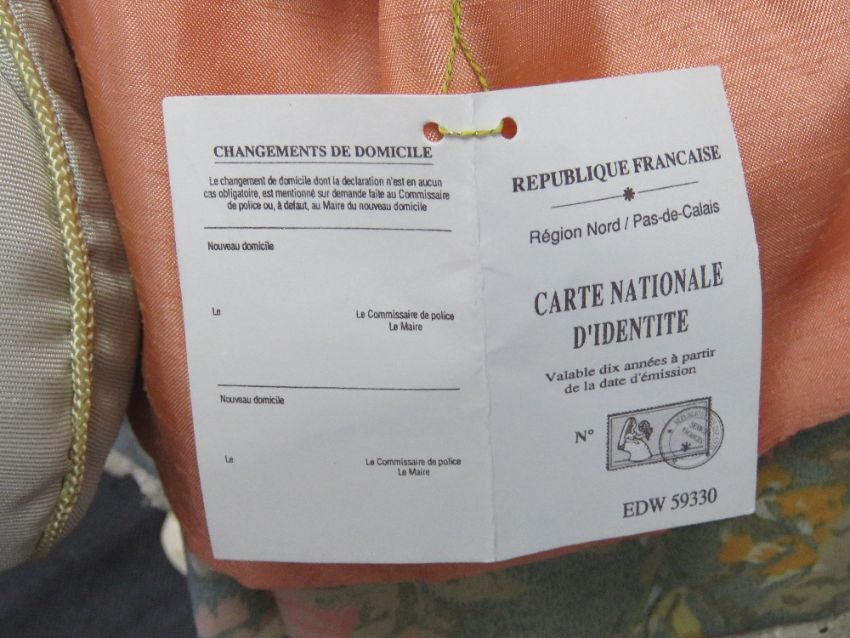 CHANGEMENTS DE DOMICILE
Le changement de domicile dont la declaration n'est en aucun
cas obligatoire, est mentionné sur demande faite au Commissaire
de police ou, à defaut, au Maire du nouveau domicile
Nouveau domicile
Le
Le Commissaire de police
Le Maire
Nouveau domicile
Le
Le Commissaire de police
Le Maire
REPUBLIQUE FRANCAISE
Région Nord / Pas-de-Calais
CARTE NATIONALE
D'IDENTITE
Valable dix années à partir
de la date d'émission
N°
EDW 59330